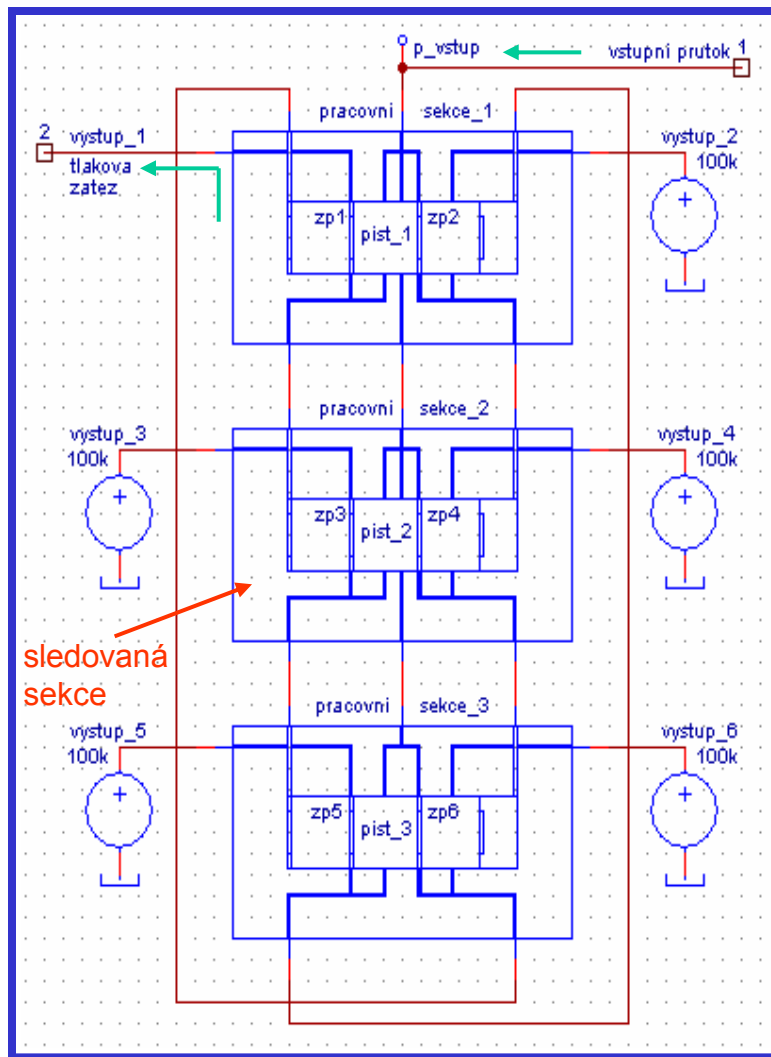 p_vstup
vstupni prutok 1
pracovni sekce_1
2 vystup_1
tlakova
zatez
vystup_2
100k
+
zp1
pist_1
zp2
pracovni sekce_2
vystup_3
100k
+
vystup_4
100k
+
zp3
pist_2
zp4
sledovaná
sekce
pracovni sekce_3
vystup_5
100k
+
vystup_6
100k
+
zp5
pist_3
zp6